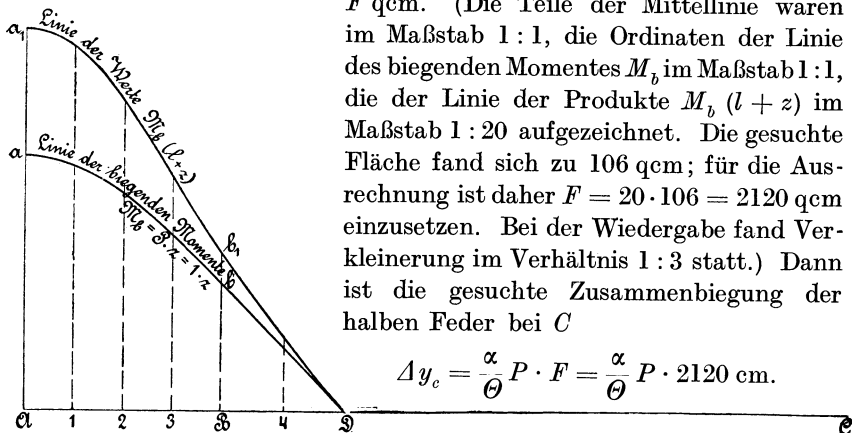 F qcm. (Die Teile der Mittellinie waren
im Maßstab 1 : 1, die Ordinaten der Linie
des biegenden Momentes M_b im Maßstab 1 : 1,
die der Linie der Produkte M_b (l + z) im
Maßstab 1 : 20 aufgezeichnet. Die gesuchte
Fläche fand sich zu 106 qcm; für die Aus-
rechnung ist daher F = 20 · 106 = 2120 qcm
einzusetzen. Bei der Wiedergabe fand Ver-
kleinerung im Verhältnis 1 : 3 statt.) Dann
ist die gesuchte Zusammenbiegung der
halben Feder bei C
Δy_c = α/Θ P · F = α/Θ P · 2120 cm.
a₁
Linie der Werte M_b (l+z)
a
Linie der biegenden Momente
M_b = P. z = 1 · z
b₁
b
A 1 2 3 B 4 D C